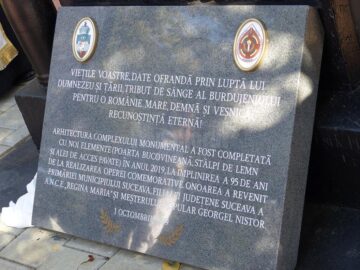 VIEȚILE VOASTRE, DATE OFRANDĂ PRIN LUPTĂ LUI
DUMNEZEU ȘI ȚĂRII, TRIBUT DE SÂNGE AL BURDUJENIULUI
PENTRU O ROMÂNIE, MARE, DEMNĂ ȘI VEȘNICĂ
RECUNOȘTINȚĂ ETERNĂ!
ARHITECTURA COMPLEXULUI MONUMENTAL A FOST COMPLETATĂ
CU NOI ELEMENTE (POARTA BUCOVINEANĂ, STÂLPI DE LEMN
ȘI ALEI DE ACCES PAVATE) ÎN ANUL 2019, LA ÎMPLINIREA A 95 DE ANI
DE LA REALIZAREA OPEREI COMEMORATIVE. ONOAREA A REVENIT
PRIMĂRIEI MUNICIPIULUI SUCEAVA, FILIALEI JUDEȚENE SUCEAVA A
A.N.C.E. „REGINA MARIA" ȘI MEȘTERULUI POPULAR GEORGEL NISTOR.
1 OCTOMBRIE